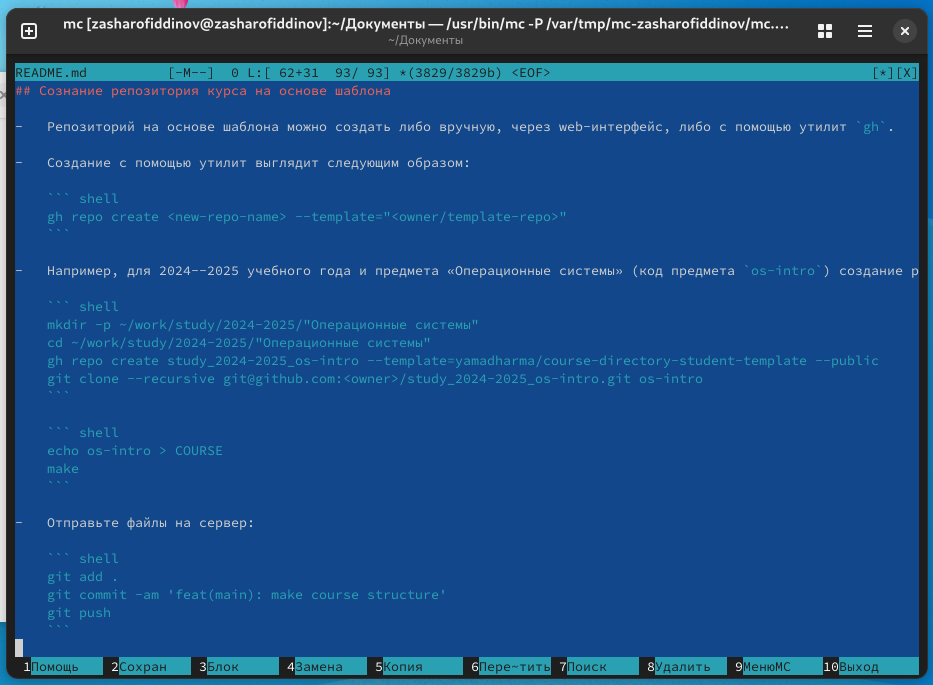 mc [zasharofiddinov@zasharofiddinov]:~/Документы — /usr/bin/mc -P /var/tmp/mc-zasharofiddinov/mc.…
~/Документы
README.md [-M--] 0 L:[ 62+31 93/ 93] *(3829/3829b) <EOF> [*][X]
## Сознание репозитория курса на основе шаблона
- Репозиторий на основе шаблона можно создать либо вручную, через web-интерфейс, либо с помощью утилит `gh`.
- Создание с помощью утилит выглядит следующим образом:
``` shell
gh repo create <new-repo-name> --template="<owner/template-repo>"
```
- Например, для 2024--2025 учебного года и предмета «Операционные системы» (код предмета `os-intro`) создание р
``` shell
mkdir -p ~/work/study/2024-2025/"Операционные системы"
cd ~/work/study/2024-2025/"Операционные системы"
gh repo create study_2024-2025_os-intro --template=yamadharma/course-directory-student-template --public
git clone --recursive git@github.com:<owner>/study_2024-2025_os-intro.git os-intro
```
``` shell
echo os-intro > COURSE
make
```
- Отправьте файлы на сервер:
``` shell
git add .
git commit -am 'feat(main): make course structure'
git push
```
1Помощь 2Сохран 3Блок 4Замена 5Копия 6Пере~тить 7Поиск 8Удалить 9МенюMC 10Выход